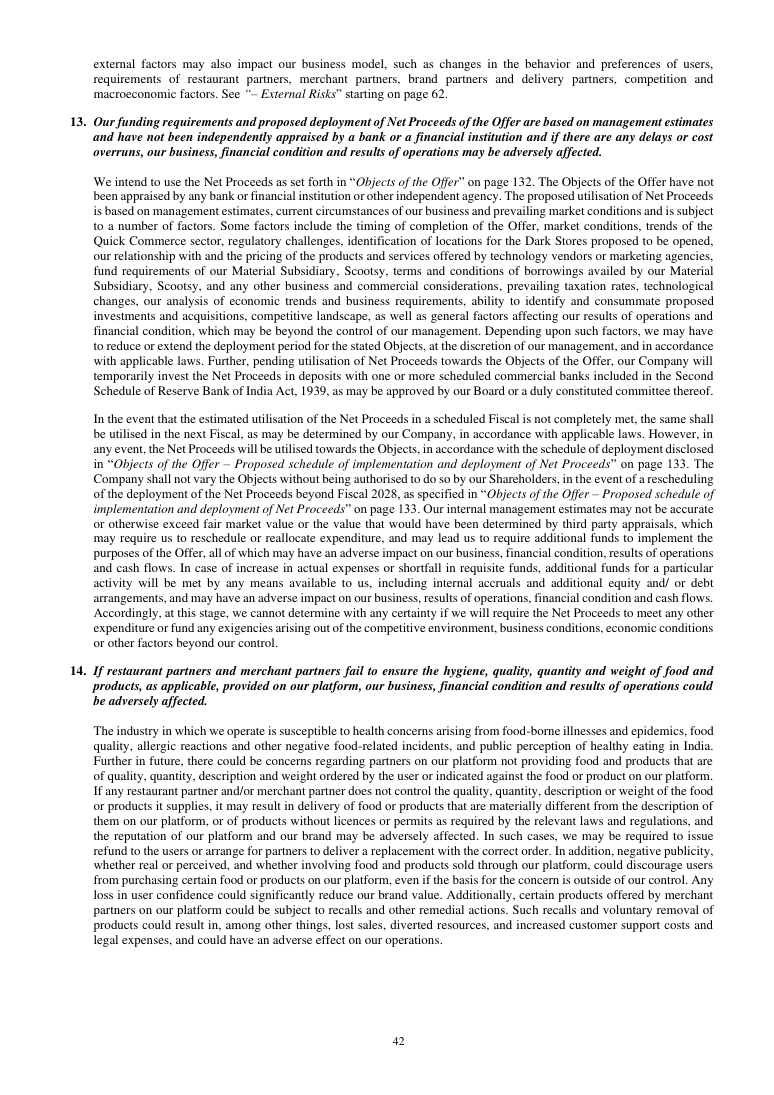 external factors may also impact our business model, such as changes in the behavior and preferences of users,
requirements of restaurant partners, merchant partners, brand partners and delivery partners, competition and
macroeconomic factors. See “– External Risks” starting on page 62.
13. Our funding requirements and proposed deployment of Net Proceeds of the Offer are based on management estimates
and have not been independently appraised by a bank or a financial institution and if there are any delays or cost
overruns, our business, financial condition and results of operations may be adversely affected.
We intend to use the Net Proceeds as set forth in “Objects of the Offer” on page 132. The Objects of the Offer have not
been appraised by any bank or financial institution or other independent agency. The proposed utilisation of Net Proceeds
is based on management estimates, current circumstances of our business and prevailing market conditions and is subject
to a number of factors. Some factors include the timing of completion of the Offer, market conditions, trends of the
Quick Commerce sector, regulatory challenges, identification of locations for the Dark Stores proposed to be opened,
our relationship with and the pricing of the products and services offered by technology vendors or marketing agencies,
fund requirements of our Material Subsidiary, Scootsy, terms and conditions of borrowings availed by our Material
Subsidiary, Scootsy, and any other business and commercial considerations, prevailing taxation rates, technological
changes, our analysis of economic trends and business requirements, ability to identify and consummate proposed
investments and acquisitions, competitive landscape, as well as general factors affecting our results of operations and
financial condition, which may be beyond the control of our management. Depending upon such factors, we may have
to reduce or extend the deployment period for the stated Objects, at the discretion of our management, and in accordance
with applicable laws. Further, pending utilisation of Net Proceeds towards the Objects of the Offer, our Company will
temporarily invest the Net Proceeds in deposits with one or more scheduled commercial banks included in the Second
Schedule of Reserve Bank of India Act, 1939, as may be approved by our Board or a duly constituted committee thereof.
In the event that the estimated utilisation of the Net Proceeds in a scheduled Fiscal is not completely met, the same shall
be utilised in the next Fiscal, as may be determined by our Company, in accordance with applicable laws. However, in
any event, the Net Proceeds will be utilised towards the Objects, in accordance with the schedule of deployment disclosed
in “Objects of the Offer – Proposed schedule of implementation and deployment of Net Proceeds” on page 133. The
Company shall not vary the Objects without being authorised to do so by our Shareholders, in the event of a rescheduling
of the deployment of the Net Proceeds beyond Fiscal 2028, as specified in “Objects of the Offer – Proposed schedule of
implementation and deployment of Net Proceeds” on page 133. Our internal management estimates may not be accurate
or otherwise exceed fair market value or the value that would have been determined by third party appraisals, which
may require us to reschedule or reallocate expenditure, and may lead us to require additional funds to implement the
purposes of the Offer, all of which may have an adverse impact on our business, financial condition, results of operations
and cash flows. In case of increase in actual expenses or shortfall in requisite funds, additional funds for a particular
activity will be met by any means available to us, including internal accruals and additional equity and/ or debt
arrangements, and may have an adverse impact on our business, results of operations, financial condition and cash flows.
Accordingly, at this stage, we cannot determine with any certainty if we will require the Net Proceeds to meet any other
expenditure or fund any exigencies arising out of the competitive environment, business conditions, economic conditions
or other factors beyond our control.
14. If restaurant partners and merchant partners fail to ensure the hygiene, quality, quantity and weight of food and
products, as applicable, provided on our platform, our business, financial condition and results of operations could
be adversely affected.
The industry in which we operate is susceptible to health concerns arising from food-borne illnesses and epidemics, food
quality, allergic reactions and other negative food-related incidents, and public perception of healthy eating in India.
Further in future, there could be concerns regarding partners on our platform not providing food and products that are
of quality, quantity, description and weight ordered by the user or indicated against the food or product on our platform.
If any restaurant partner and/or merchant partner does not control the quality, quantity, description or weight of the food
or products it supplies, it may result in delivery of food or products that are materially different from the description of
them on our platform, or of products without licences or permits as required by the relevant laws and regulations, and
the reputation of our platform and our brand may be adversely affected. In such cases, we may be required to issue
refund to the users or arrange for partners to deliver a replacement with the correct order. In addition, negative publicity,
whether real or perceived, and whether involving food and products sold through our platform, could discourage users
from purchasing certain food or products on our platform, even if the basis for the concern is outside of our control. Any
loss in user confidence could significantly reduce our brand value. Additionally, certain products offered by merchant
partners on our platform could be subject to recalls and other remedial actions. Such recalls and voluntary removal of
products could result in, among other things, lost sales, diverted resources, and increased customer support costs and
legal expenses, and could have an adverse effect on our operations.
42